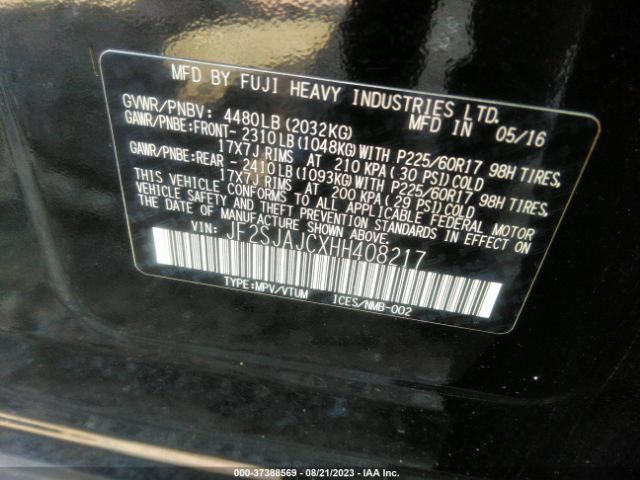 MFD BY FUJI HEAVY INDUSTRIES LTD.
GVWR/PNBV: 4480LB(2032KG) MFD IN 05/16
GAWR/PNBE:FRONT- 2310LB(1048KG)WITH P225/60R17 98H TIRES,
17X7J RIMS AT 210 KPA(30 PSI)COLD
GAWR/PNBE:REAR - 2410LB(1093KG)WITH P225/60R17 98H TIRES,
17X7J RIMS AT 200 KPA(29 PSI)COLD
THIS VEHICLE CONFORMS TO ALL APPLICABLE FEDERAL MOTOR
VEHICLE SAFETY AND THEFT PREVENTION STANDARDS IN EFFECT ON
THE DATE OF MANUFACTURE SHOWN ABOVE.
VIN: JF2SJAJCXHH408217
TYPE:MPV/VTUM ICES/NMB-002
000-37388569 - 08/21/2023 - IAA Inc.